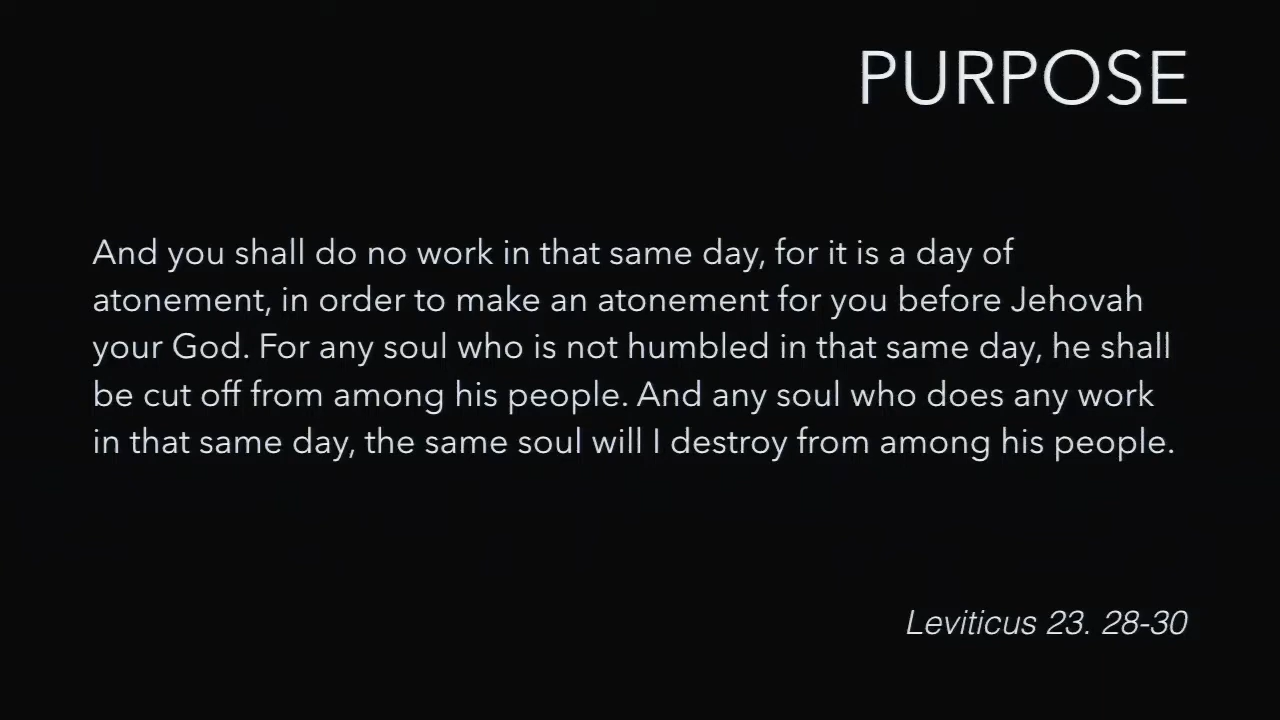 PURPOSE
And you shall do no work in that same day, for it is a day of
atonement, in order to make an atonement for you before Jehovah
your God. For any soul who is not humbled in that same day, he shall
be cut off from among his people. And any soul who does any work
in that same day, the same soul will I destroy from among his people.
Leviticus 23. 28-30